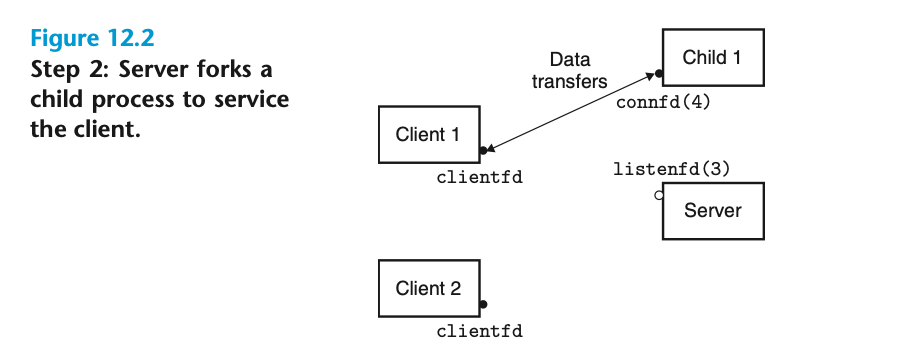 Figure 12.2
Step 2: Server forks a
child process to service
the client.
Data
transfers
Child 1
connfd(4)
Client 1
clientfd
listenfd(3)
Server
Client 2
clientfd